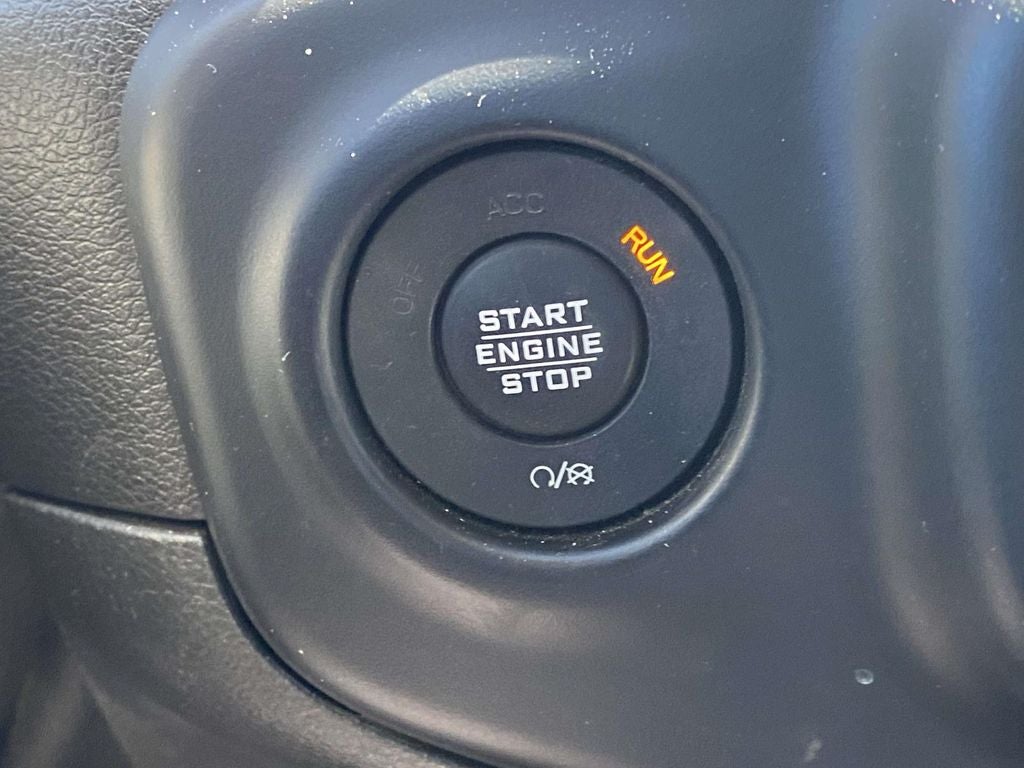 ACC
RUN
OFF
START
ENGINE
STOP